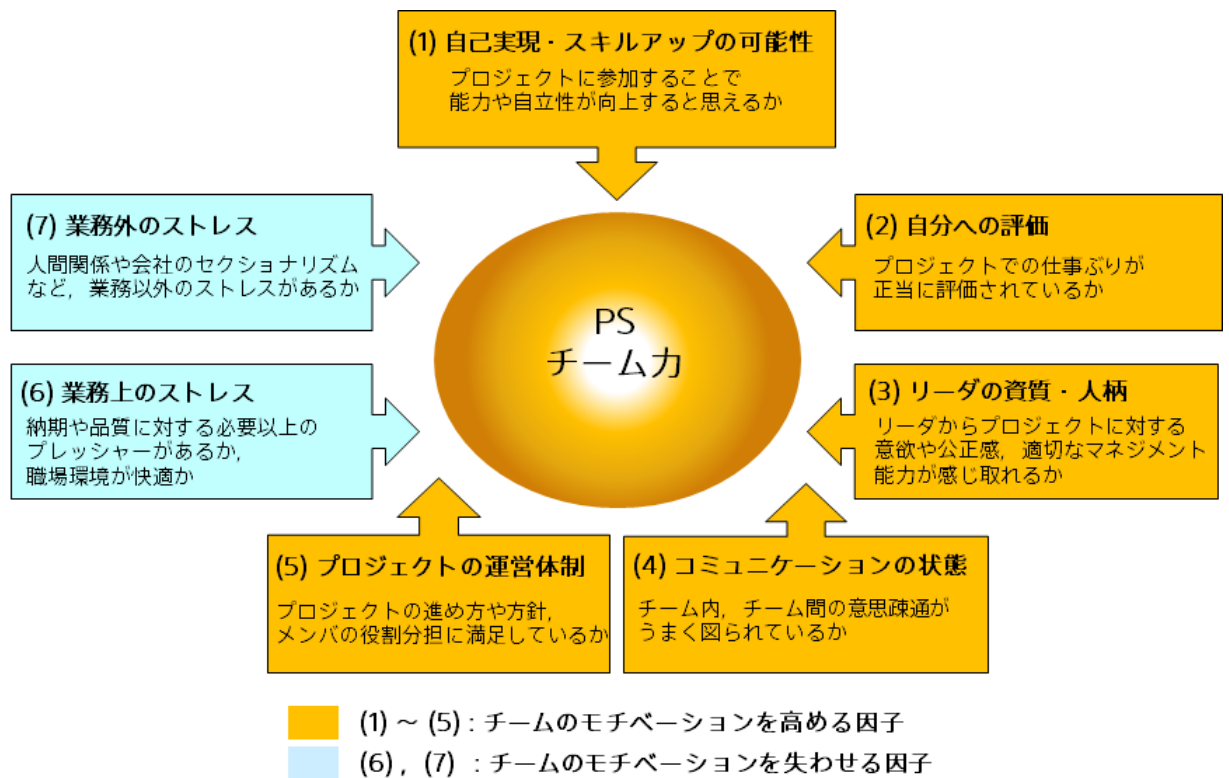 (1) 自己実現・スキルアップの可能性
プロジェクトに参加することで
能力や自立性が向上すると思えるか
(7) 業務外のストレス
人間関係や会社のセクショナリズム
など，業務以外のストレスがあるか
(2) 自分への評価
プロジェクトでの仕事ぶりが
正当に評価されているか
PS
チーム力
(6) 業務上のストレス
納期や品質に対する必要以上の
プレッシャーがあるか，
職場環境が快適か
(3) リーダの資質・人柄
リーダからプロジェクトに対する
意欲や公正感，適切なマネジメント
能力が感じ取れるか
(5) プロジェクトの運営体制
プロジェクトの進め方や方針，
メンバの役割分担に満足しているか
(4) コミュニケーションの状態
チーム内，チーム間の意思疎通が
うまく図られているか
(1) ～ (5) : チームのモチベーションを高める因子
(6) , (7) : チームのモチベーションを失わせる因子